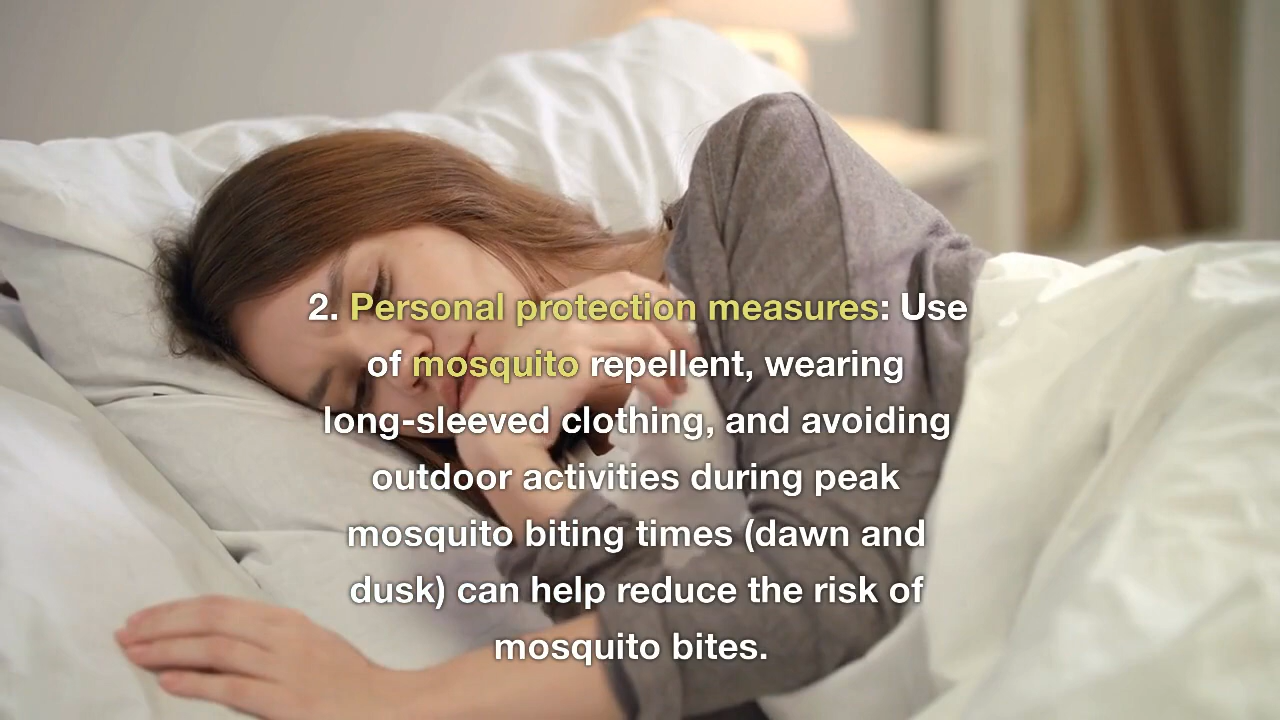 2. Personal protection measures: Use
of mosquito repellent, wearing
long-sleeved clothing, and avoiding
outdoor activities during peak
mosquito biting times (dawn and
dusk) can help reduce the risk of
mosquito bites.